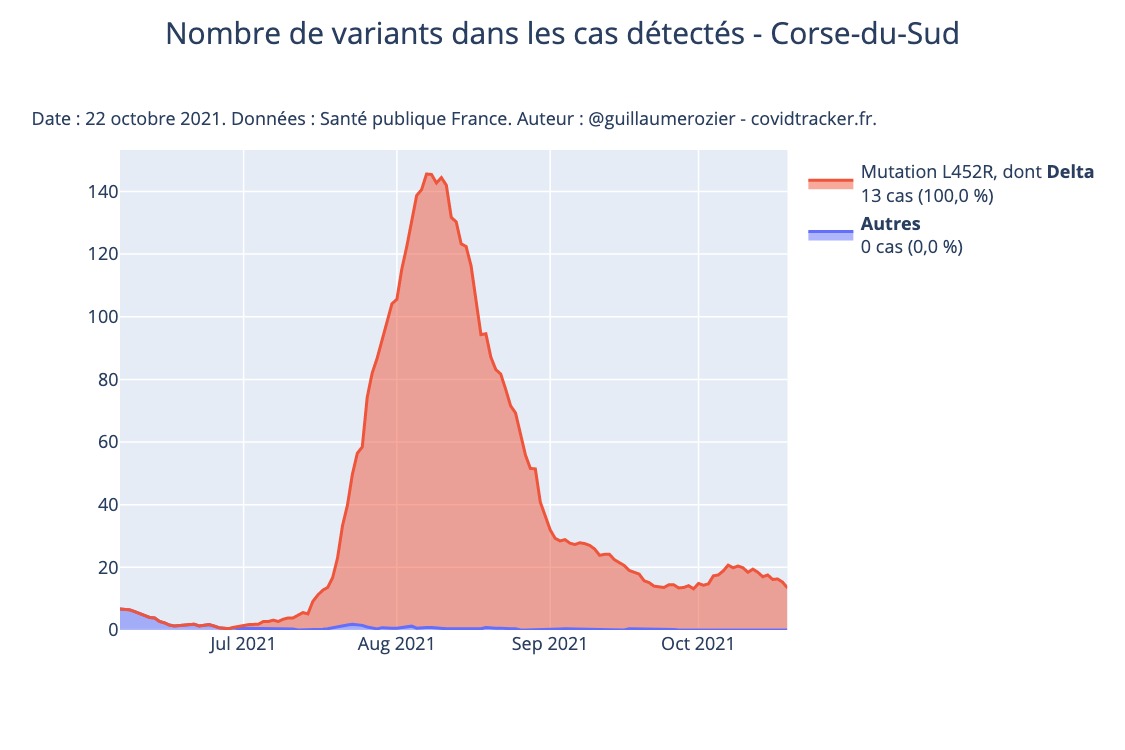 Nombre de variants dans les cas détectés - Corse-du-Sud
Date : 22 octobre 2021. Données : Santé publique France. Auteur : @guillaumerozier - covidtracker.fr.
Mutation L452R, dont Delta
13 cas (100,0 %)
Autres
0 cas (0,0 %)
140
120
100
80
60
40
20
0
Jul 2021
Aug 2021
Sep 2021
Oct 2021